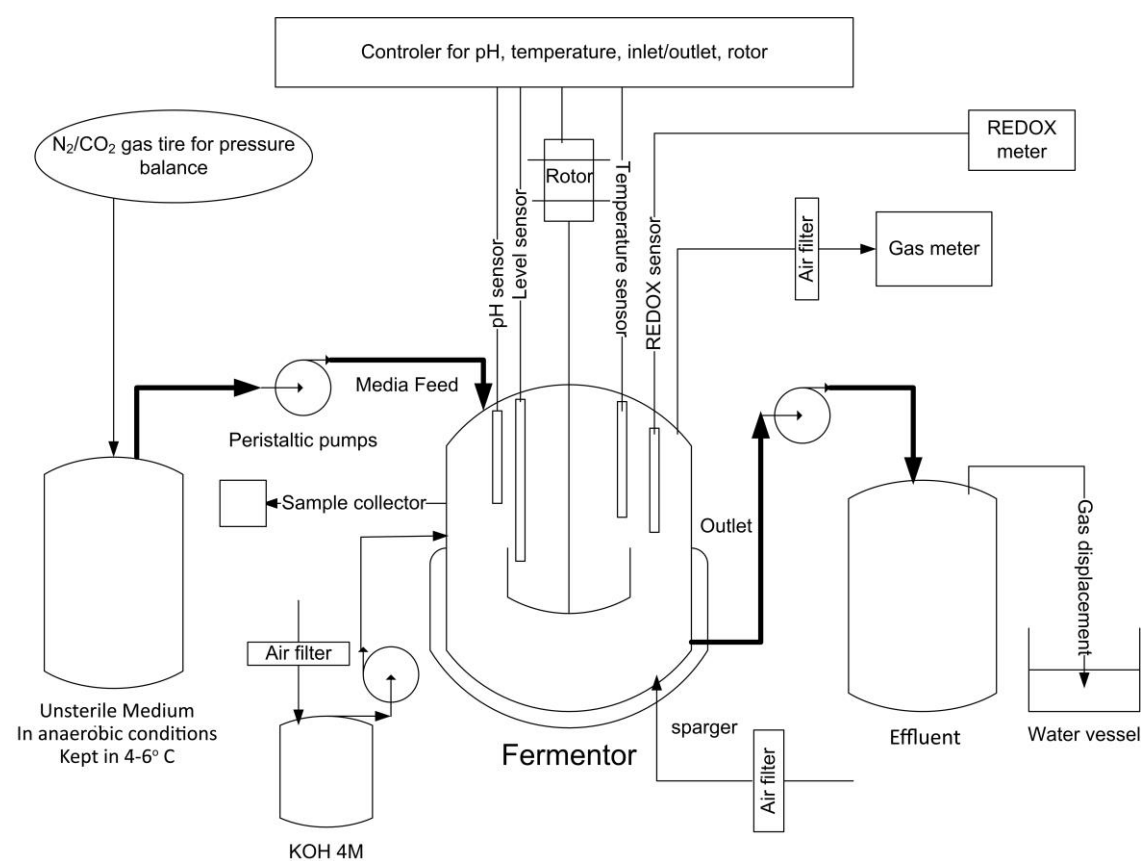 Controler for pH, temperature, inlet/outlet, rotor
N₂/CO₂ gas tire for pressure
balance
REDOX
meter
Rotor
pH sensor
Level sensor
Temperature sensor
REDOX sensor
Air filter
Gas meter
Media Feed
Peristaltic pumps
Sample collector
Outlet
Gas displacement
Air filter
Unsterile Medium
In anaerobic conditions
Kept in 4-6° C
Fermentor
sparger
Air filter
Effluent
Water vessel
KOH 4M